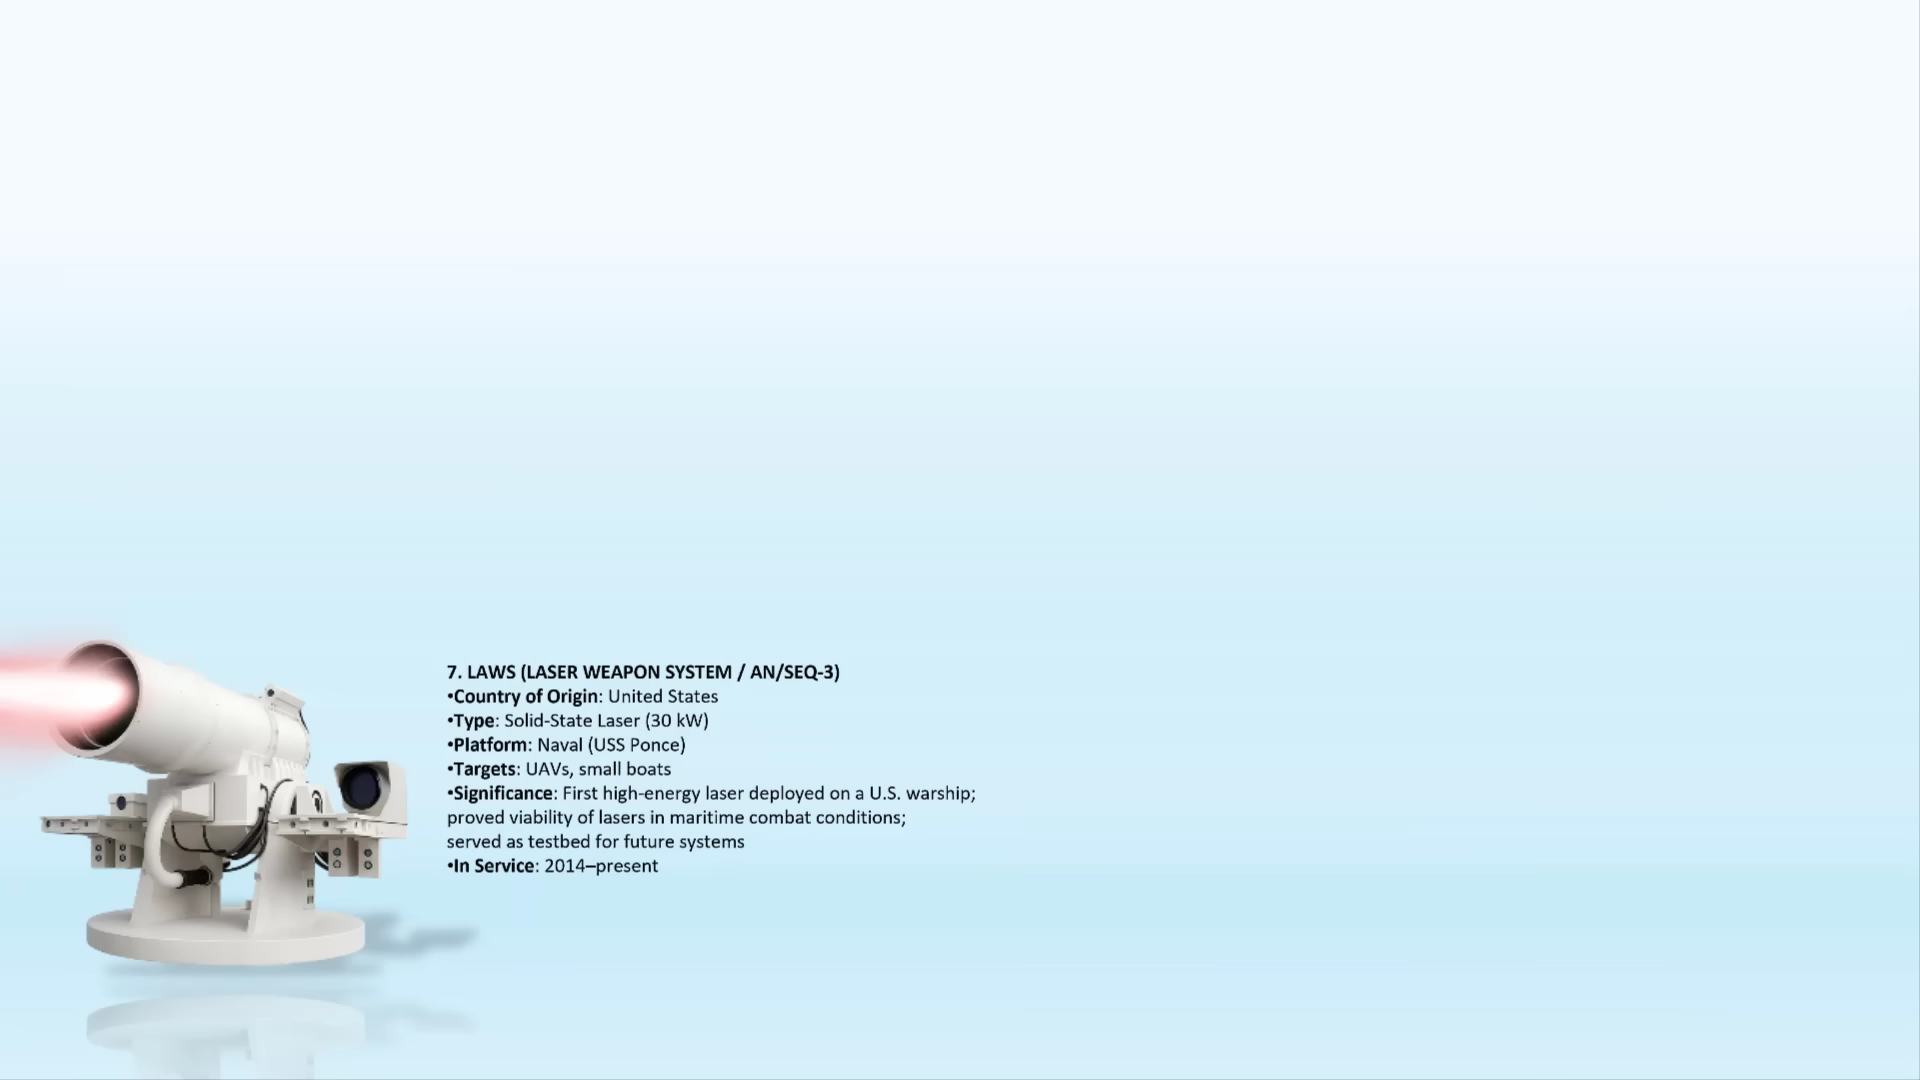 7. LAWS (LASER WEAPON SYSTEM / AN/SEQ-3)
•Country of Origin: United States
•Type: Solid-State Laser (30 kW)
•Platform: Naval (USS Ponce)
•Targets: UAVs, small boats
•Significance: First high-energy laser deployed on a U.S. warship;
proved viability of lasers in maritime combat conditions;
served as testbed for future systems
•In Service: 2014–present